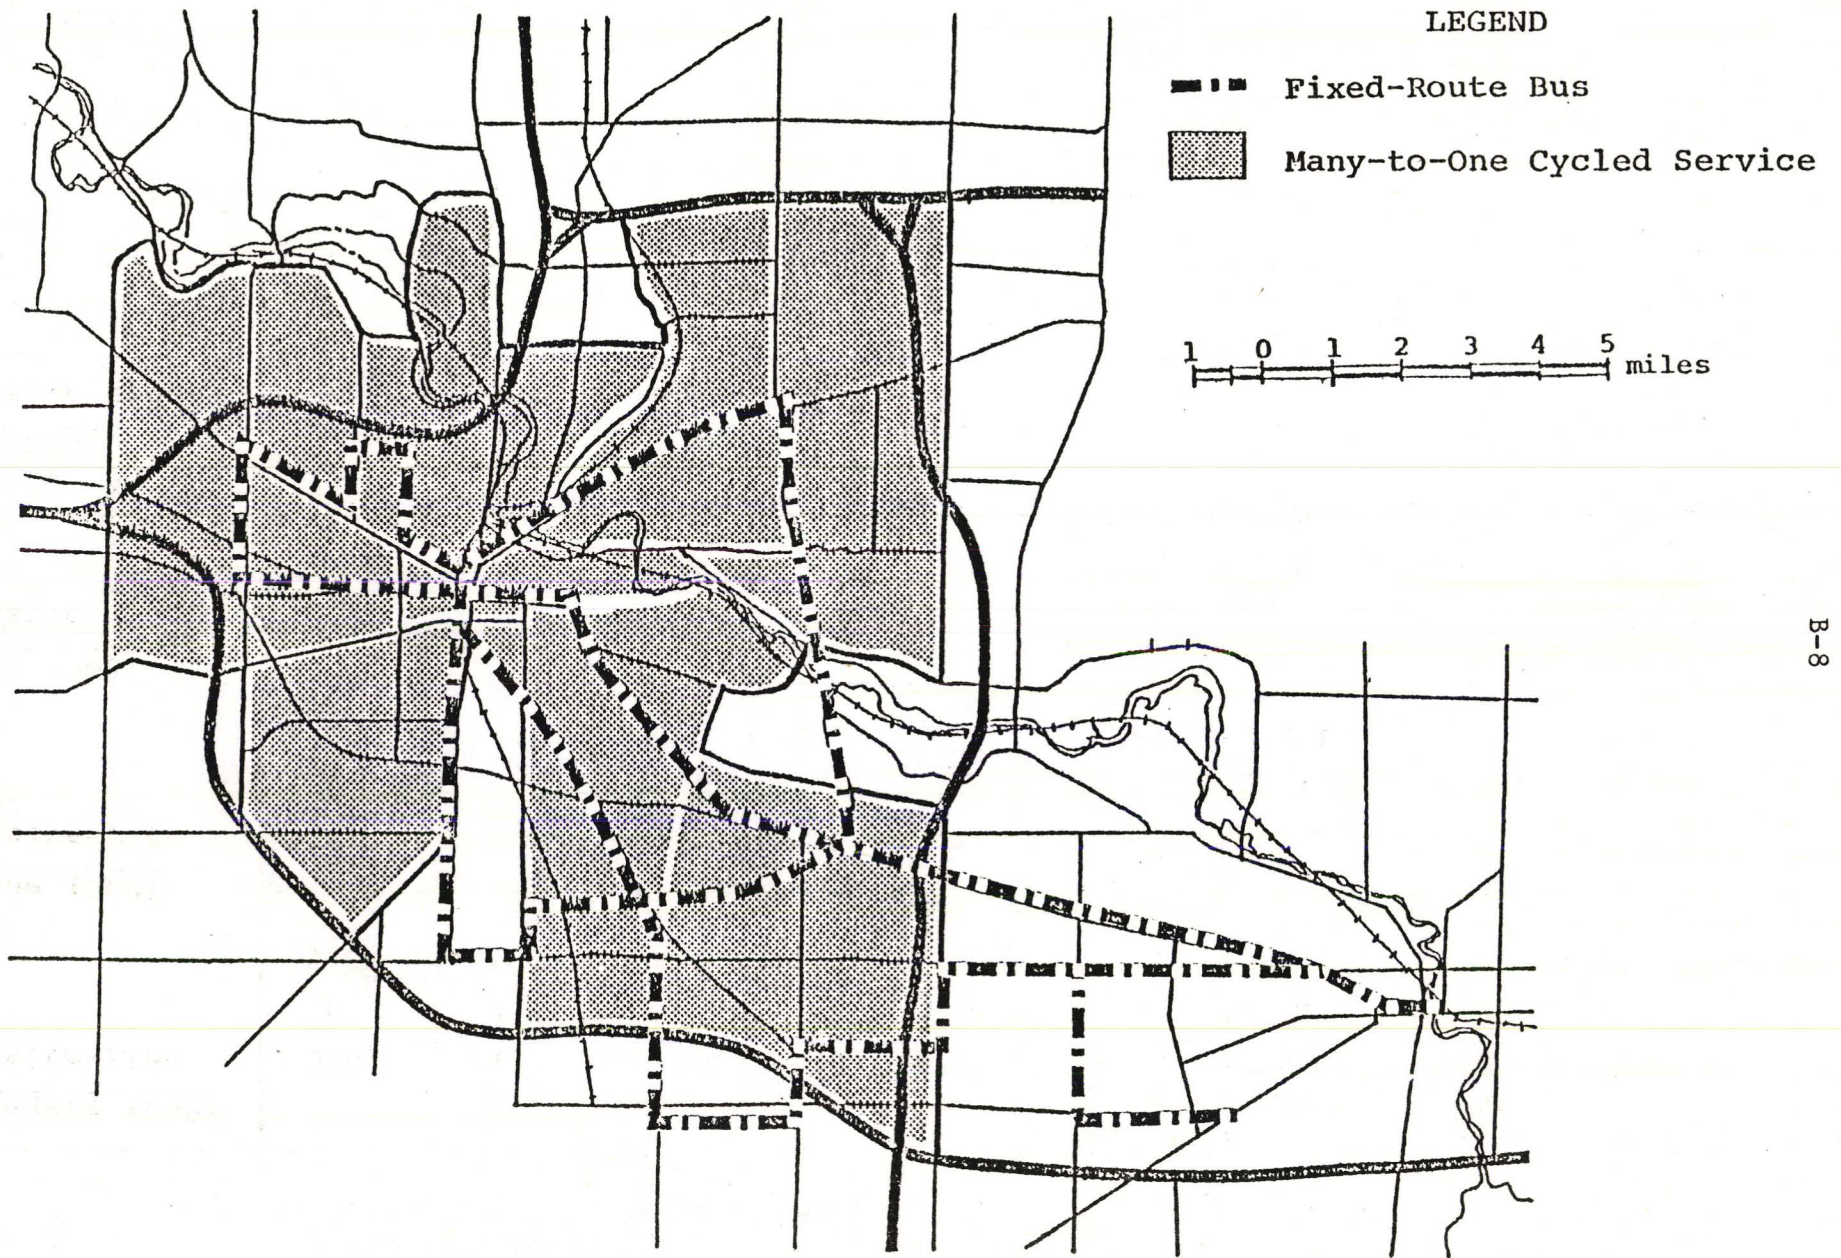 LEGEND
Fixed-Route Bus
Many-to-One Cycled Service
1 0 1 2 3 4 5 miles
B-8